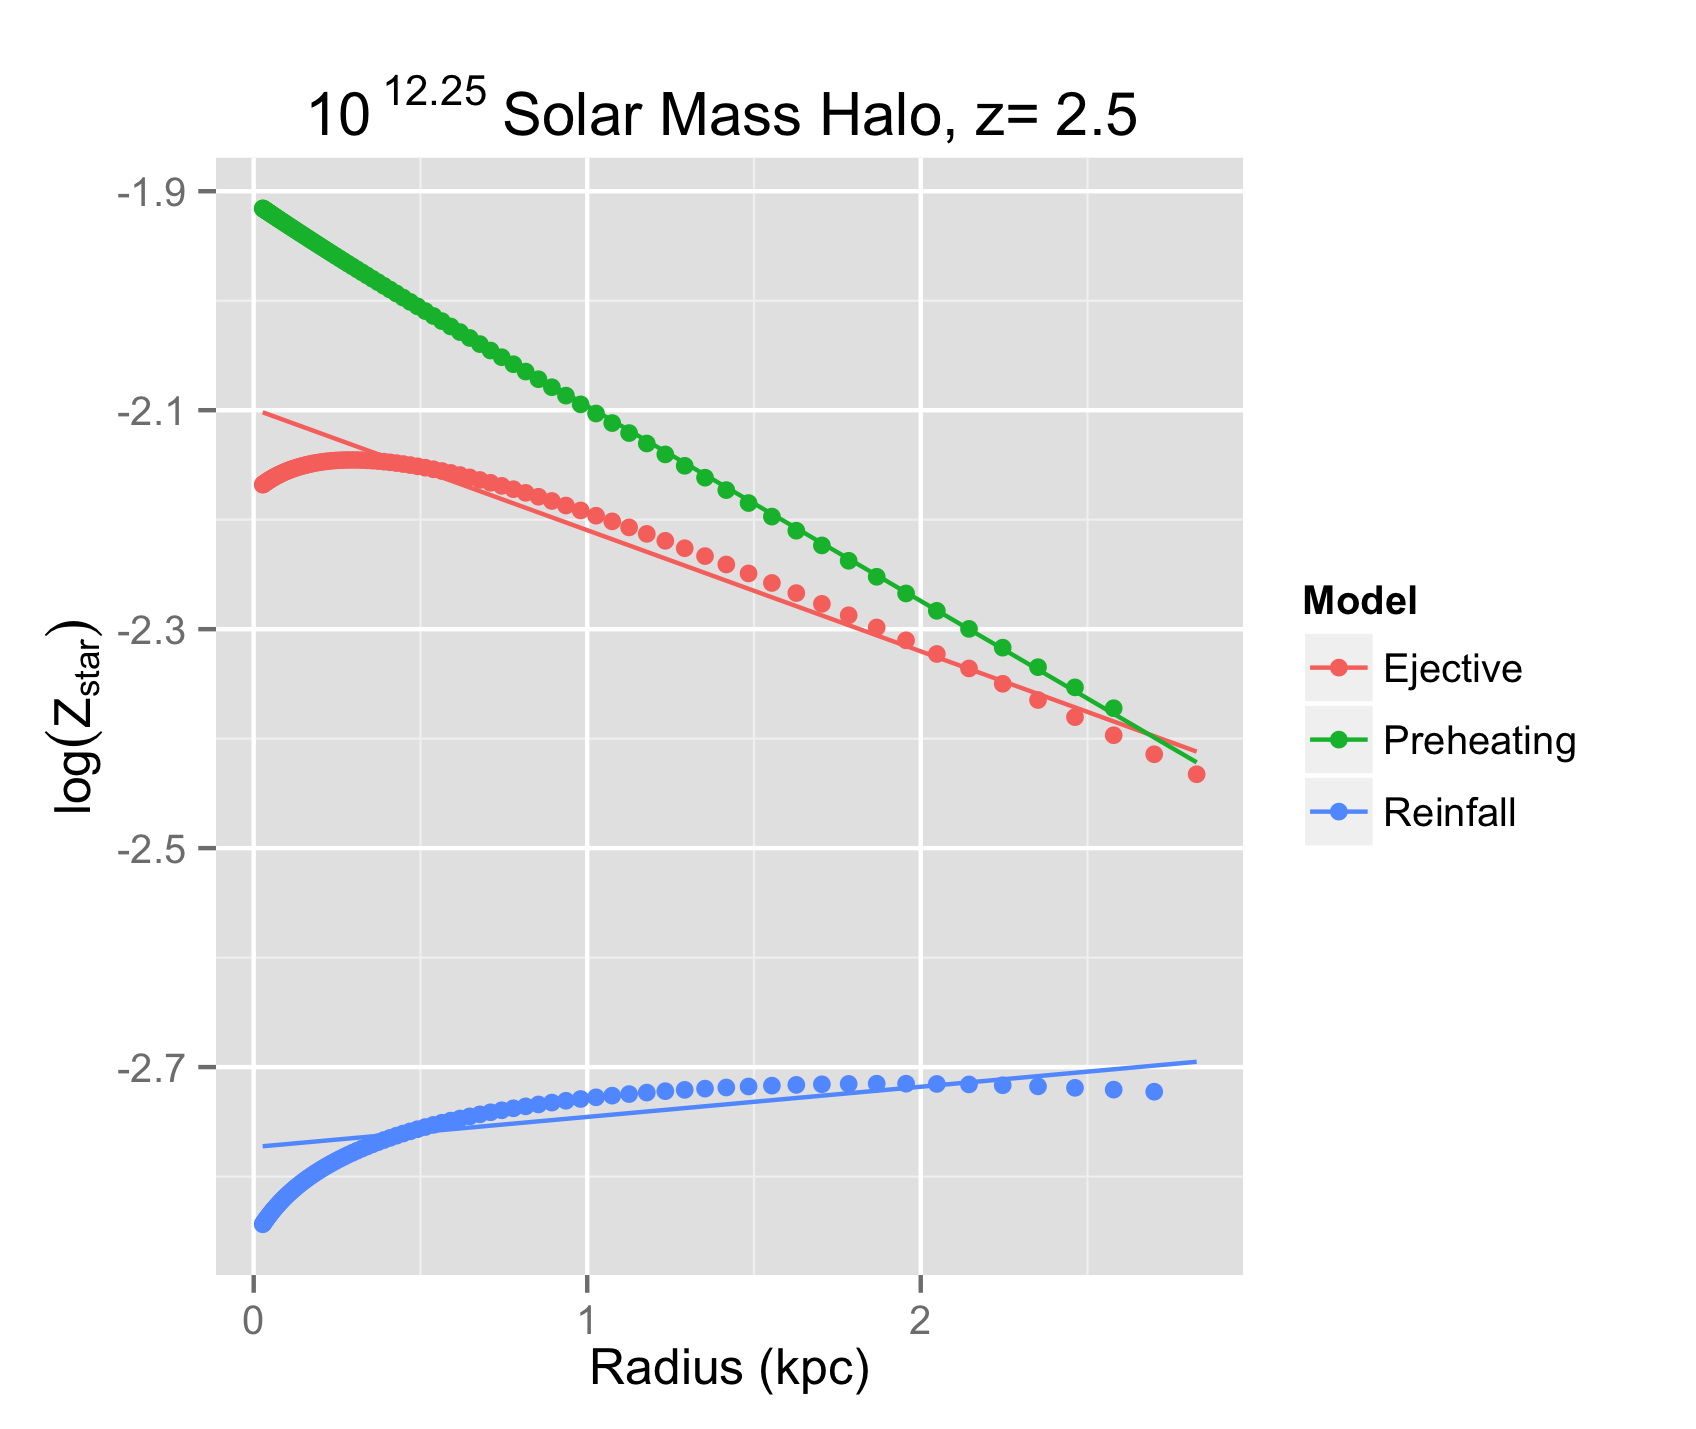 10 12.25 Solar Mass Halo, z= 2.5
-1.9
-2.1
-2.3
-2.5
-2.7
log(Zstar)
0 1 2
Radius (kpc)
Model
Ejective
Preheating
Reinfall